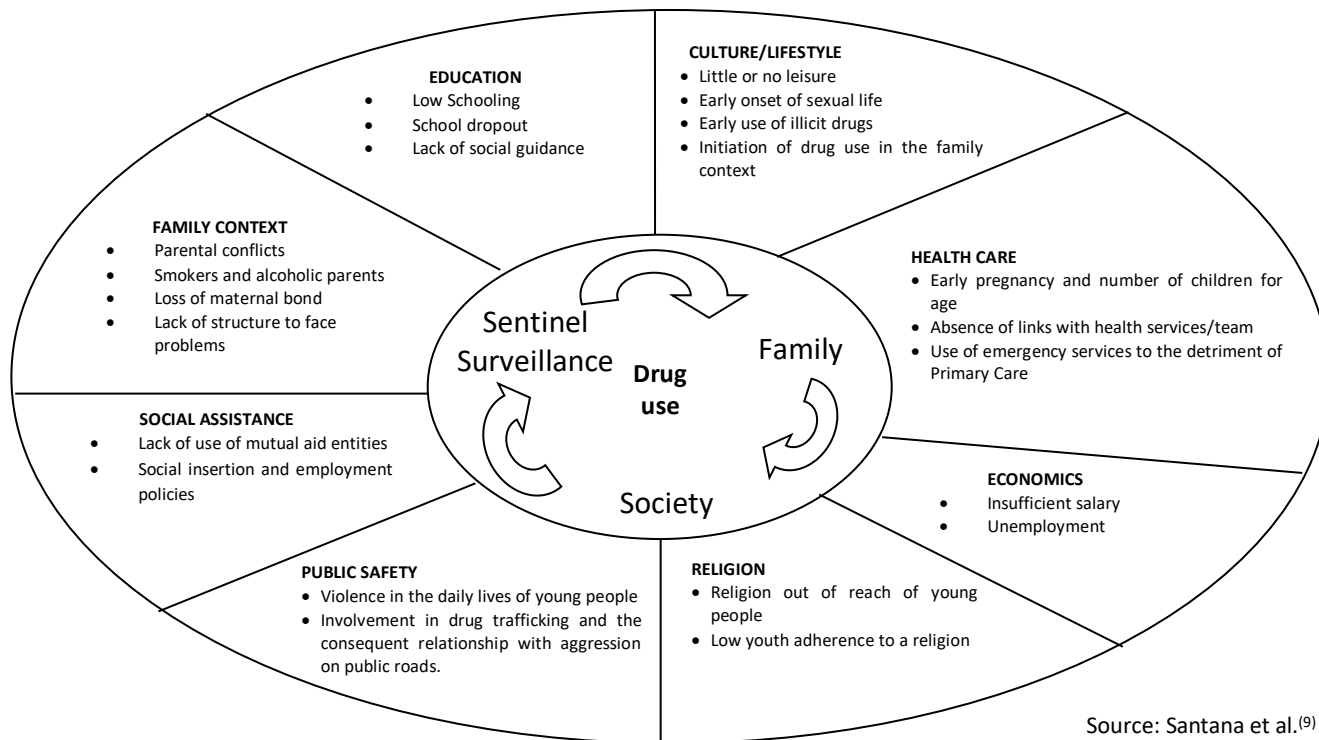 EDUCATION
• Low Schooling
• School dropout
• Lack of social guidance
CULTURE/LIFESTYLE
• Little or no leisure
• Early onset of sexual life
• Early use of illicit drugs
• Initiation of drug use in the family
context
FAMILY CONTEXT
• Parental conflicts
• Smokers and alcoholic parents
• Loss of maternal bond
• Lack of structure to face
problems
HEALTH CARE
• Early pregnancy and number of children for
age
• Absence of links with health services/team
• Use of emergency services to the detriment of
Primary Care
Sentinel
Surveillance
Family
Drug
use
Society
SOCIAL ASSISTANCE
• Lack of use of mutual aid entities
• Social insertion and employment
policies
ECONOMICS
• Insufficient salary
• Unemployment
PUBLIC SAFETY
• Violence in the daily lives of young people
• Involvement in drug trafficking and the
consequent relationship with aggression
on public roads.
RELIGION
• Religion out of reach of young
people
• Low youth adherence to a religion
Source: Santana et al.(9)